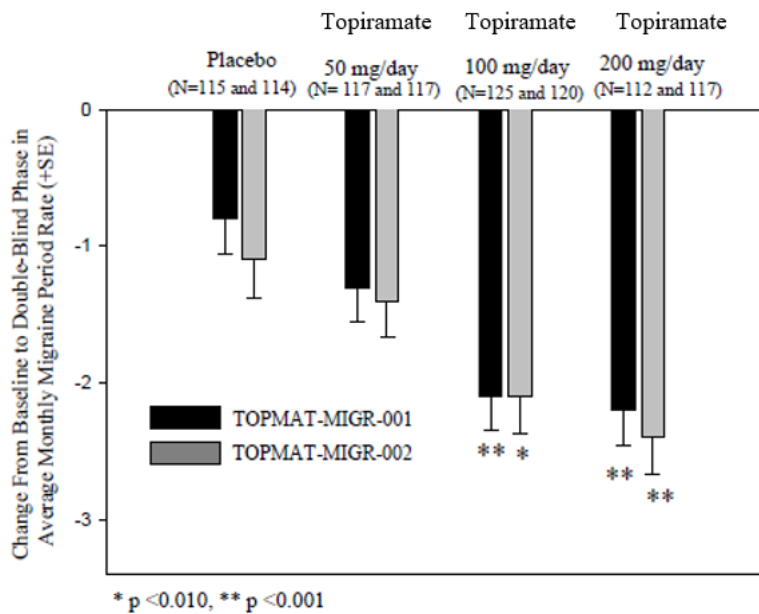 Topiramate Topiramate Topiramate
Placebo 50 mg/day 100 mg/day 200 mg/day
(N=115 and 114) (N= 117 and 117) (N=125 and 120) (N=112 and 117)
0
-1
-2
-3
Change From Baseline to Double-Blind Phase in
Average Monthly Migraine Period Rate (+SE)
TOPMAT-MIGR-001
TOPMAT-MIGR-002
** *
** **
* p <0.010, ** p <0.001